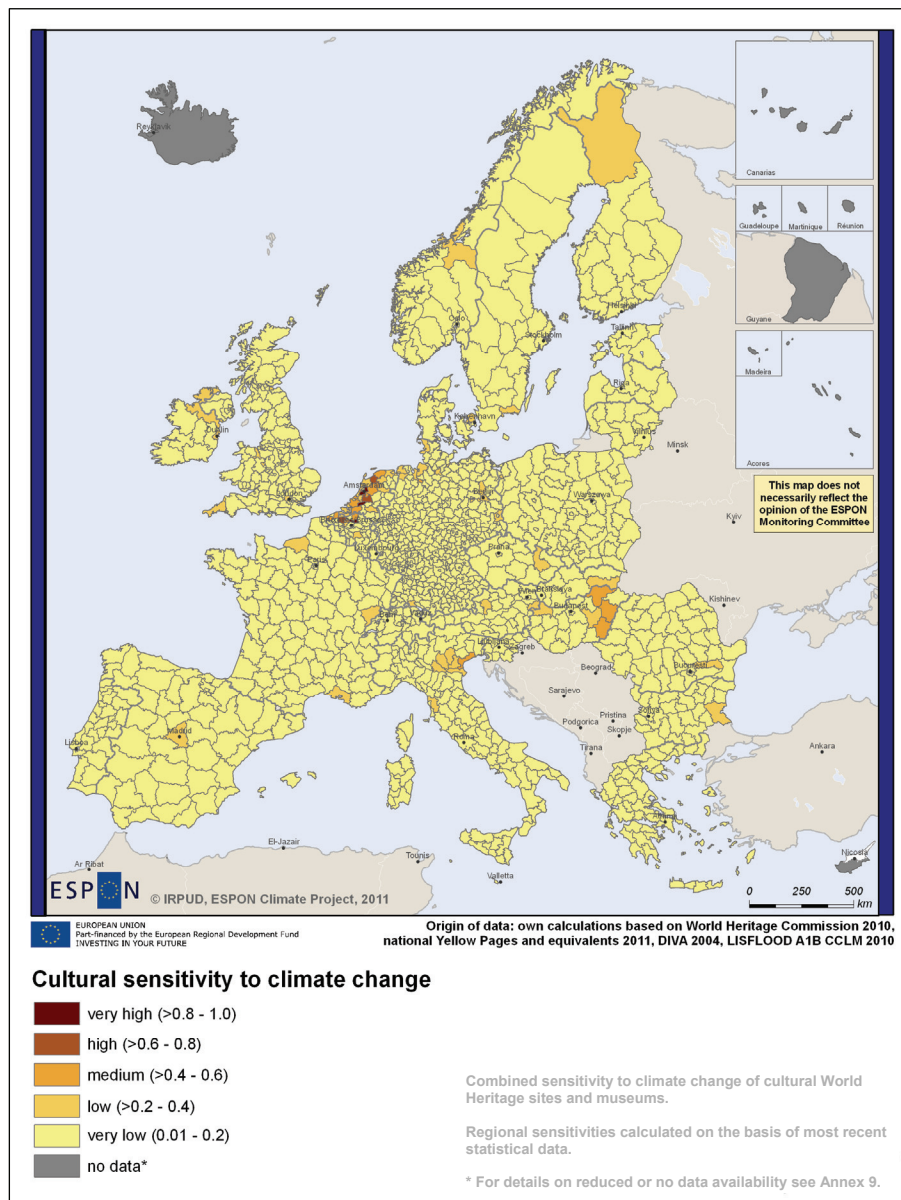 Reykjavik
Canarias
Guadeloupe
Martinique
Réunion
Guyane
Madeira
Acores
This map does not
necessarily reflect the
opinion of the ESPON
Monitoring Committee
Oslo
Helsinki
Tallinn
Stockholm
Riga
København
Vilnius
Minsk
Dublin
Amsterdam
Berlin
Warszawa
London
Kyiv
Luxembourg
Praha
Paris
Wien
Bratislava
Budapest
Kishinev
Bern
Vaduz
Ljubljana
Zagreb
Bucuresti
Beograd
Sarajevo
Sofiya
Pristina
Podgorica
Skopje
Roma
Tirana
Ankara
Madrid
Lisboa
Athina
El-Jazair
Tounis
Nicosia
Ar Ribat
Valletta
ESPON
© IRPUD, ESPON Climate Project, 2011
0 250 500
km
EUROPEAN UNION
Part-financed by the European Regional Development Fund
INVESTING IN YOUR FUTURE
Origin of data: own calculations based on World Heritage Commission 2010,
national Yellow Pages and equivalents 2011, DIVA 2004, LISFLOOD A1B CCLM 2010
Cultural sensitivity to climate change
very high (>0.8 - 1.0)
high (>0.6 - 0.8)
medium (>0.4 - 0.6)
low (>0.2 - 0.4)
very low (0.01 - 0.2)
no data*
Combined sensitivity to climate change of cultural World
Heritage sites and museums.
Regional sensitivities calculated on the basis of most recent
statistical data.
* For details on reduced or no data availability see Annex 9.